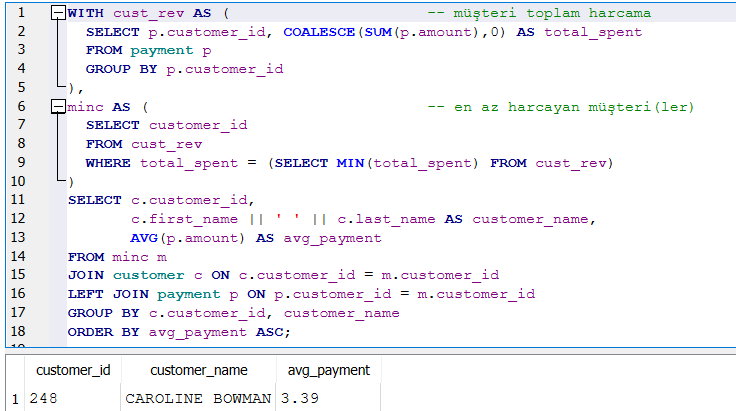 1 WITH cust_rev AS ( -- müşteri toplam harcama
2 SELECT p.customer_id, COALESCE(SUM(p.amount),0) AS total_spent
3 FROM payment p
4 GROUP BY p.customer_id
5 ),
6 minc AS ( -- en az harcayan müşteri(ler)
7 SELECT customer_id
8 FROM cust_rev
9 WHERE total_spent = (SELECT MIN(total_spent) FROM cust_rev)
10 )
11 SELECT c.customer_id,
12 c.first_name || ' ' || c.last_name AS customer_name,
13 AVG(p.amount) AS avg_payment
14 FROM minc m
15 JOIN customer c ON c.customer_id = m.customer_id
16 LEFT JOIN payment p ON p.customer_id = m.customer_id
17 GROUP BY c.customer_id, customer_name
18 ORDER BY avg_payment ASC;
customer_id customer_name avg_payment
1 248 CAROLINE BOWMAN 3.39